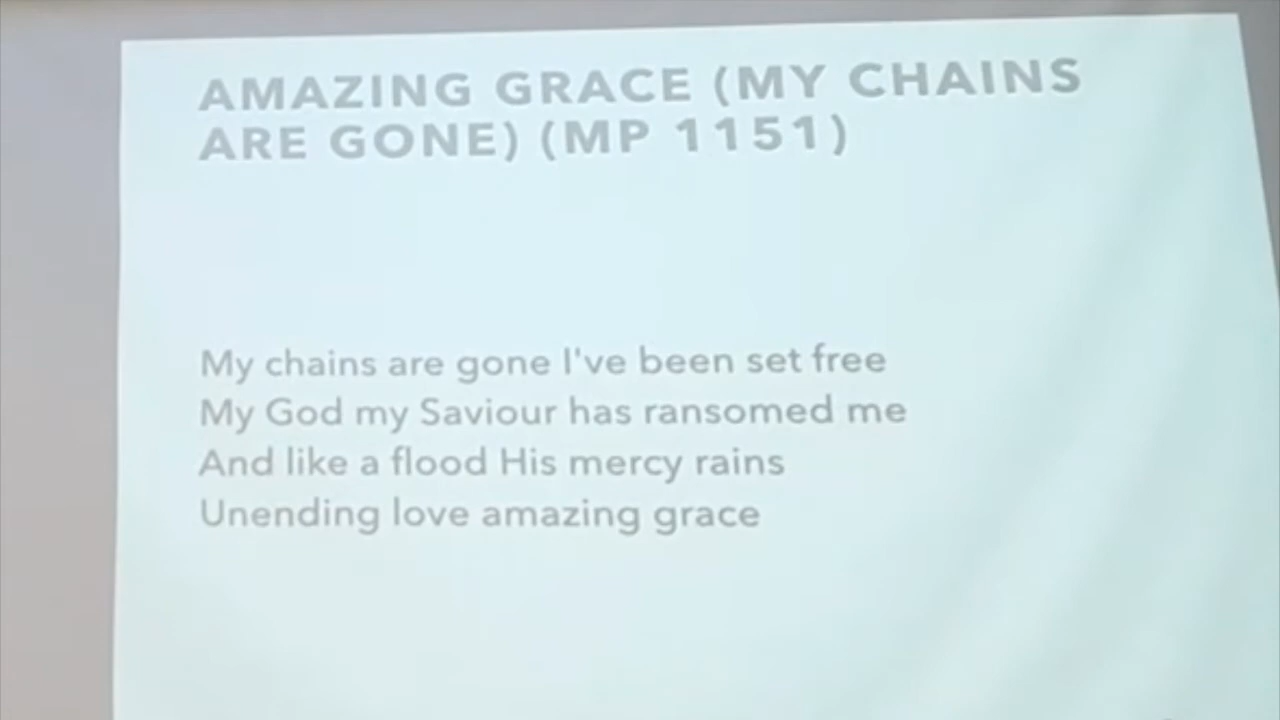 AMAZING GRACE (MY CHAINS
ARE GONE) (MP 1151)
My chains are gone I've been set free
My God my Saviour has ransomed me
And like a flood His mercy rains
Unending love amazing grace